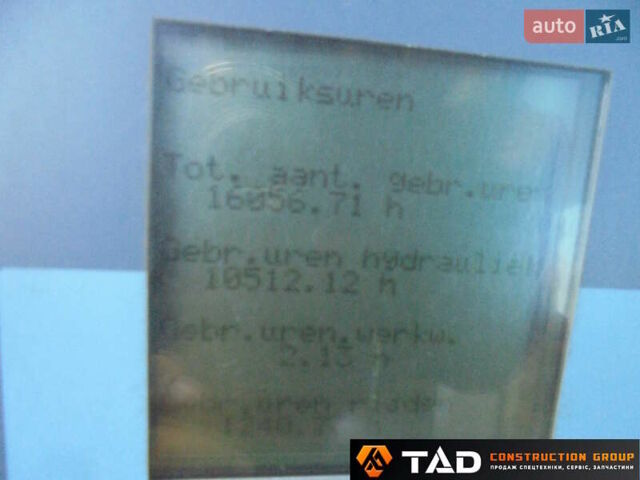 auto RIA
.com
Gebruiksuren
Tot. aant. gebr.uren
16056.71 h
Gebr.uren hydrauliek
10512.12 h
Gebr.uren.werkw.
2.13 h
TAD CONSTRUCTION GROUP
ПРОДАЖ СПЕЦТЕХНІКИ, СЕРВІС, ЗАПЧАСТИНИ